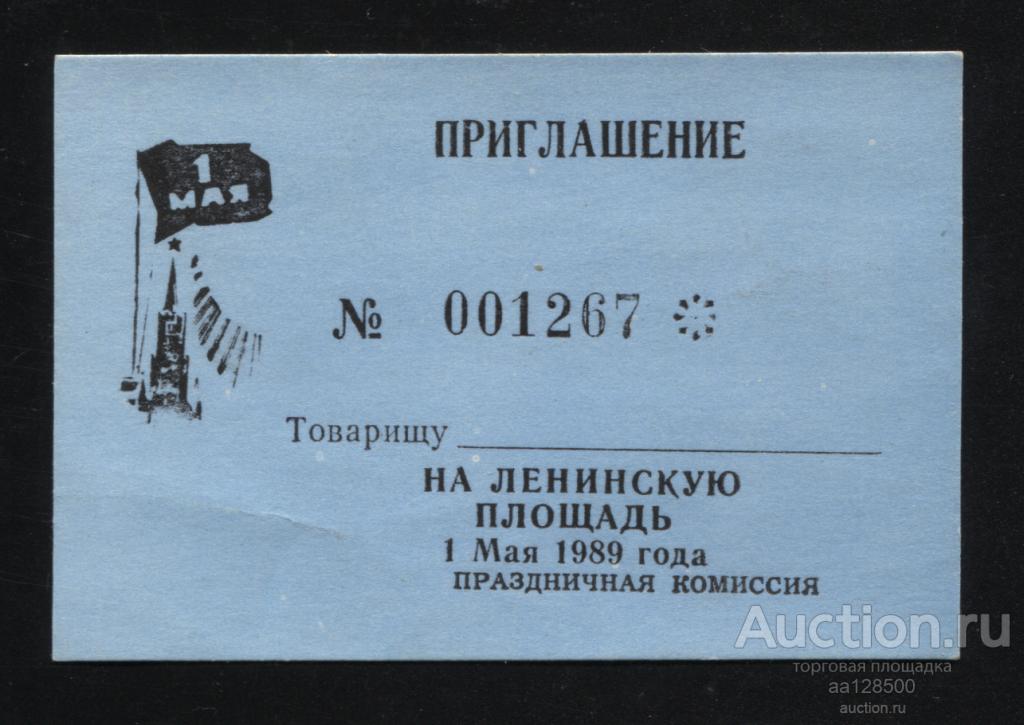 ПРИГЛАШЕНИЕ
1
МАЯ
№ 001267
Товарищу
НА ЛЕНИНСКУЮ
ПЛОЩАДЬ
1 Мая 1989 года
ПРАЗДНИЧНАЯ КОМИССИЯ
Auction.ru
торговая площадка
aa128500
auction.ru